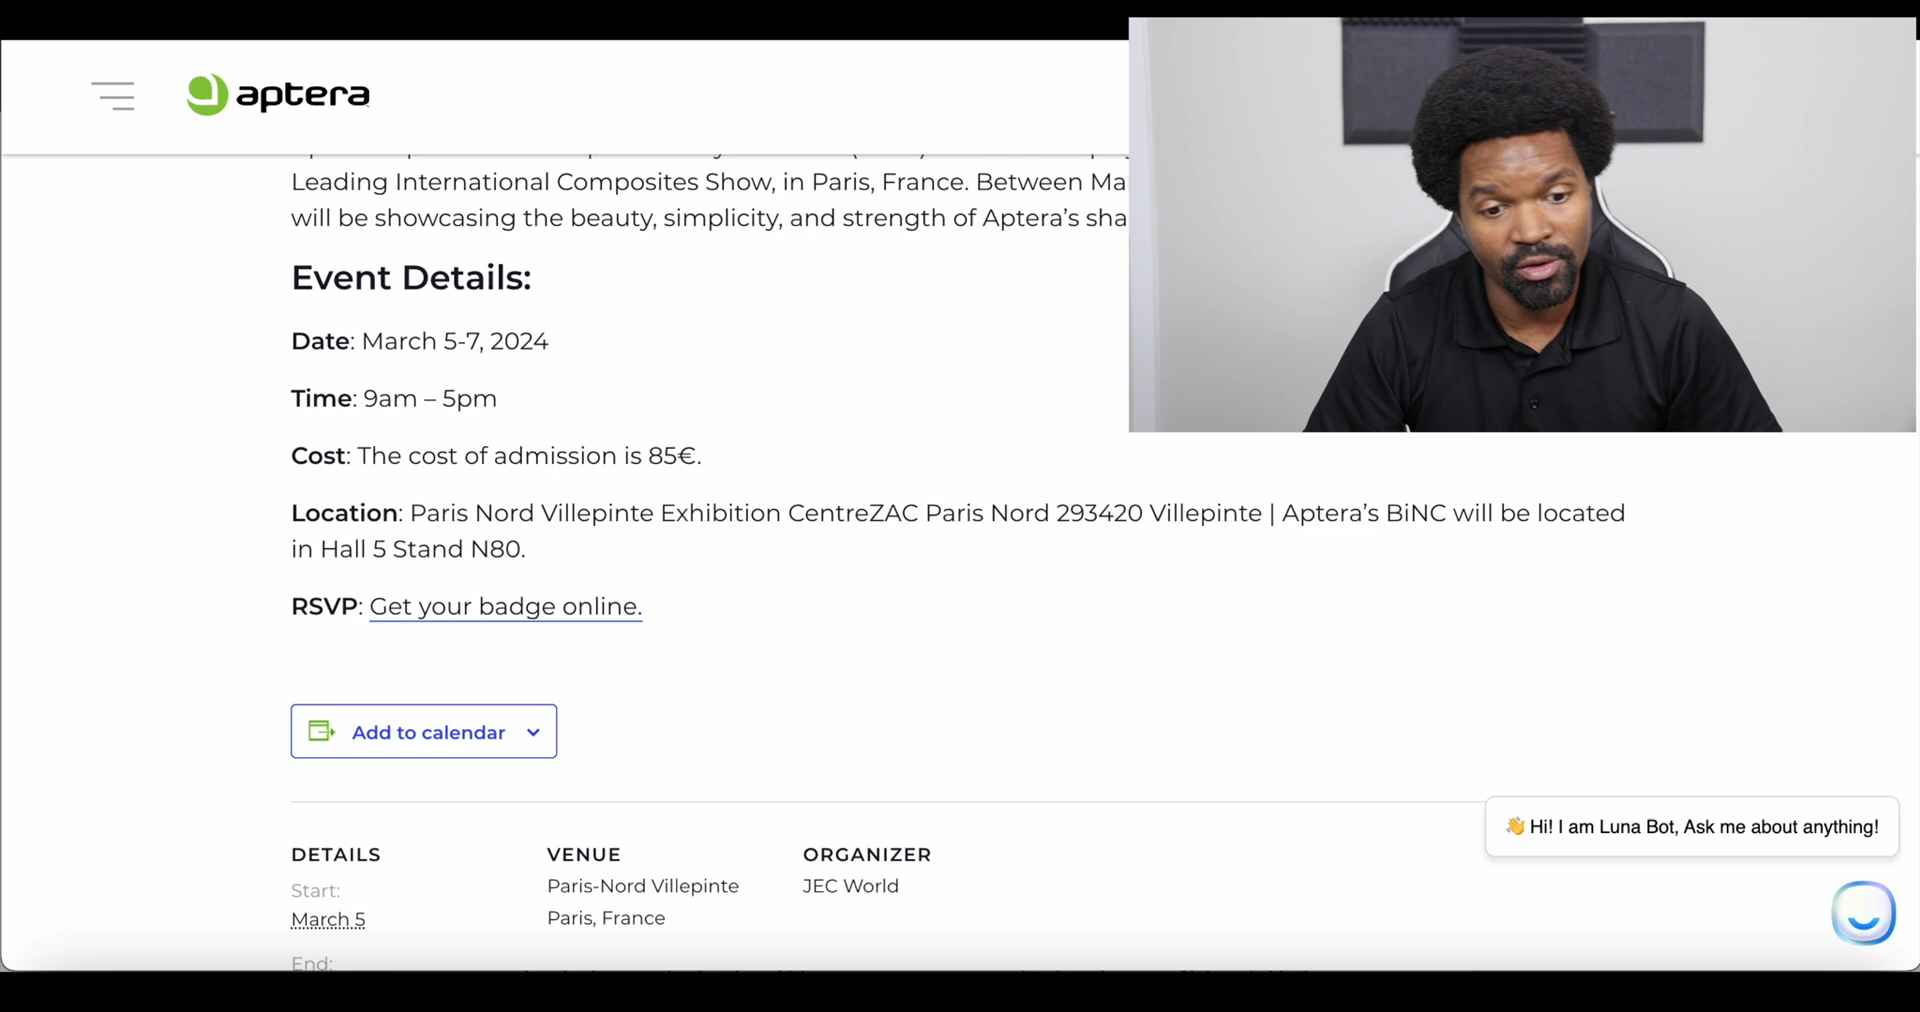 aptera
Leading International Composites Show, in Paris, France. Between Ma
will be showcasing the beauty, simplicity, and strength of Aptera’s sha
Event Details:
Date: March 5-7, 2024
Time: 9am – 5pm
Cost: The cost of admission is 85€.
Location: Paris Nord Villepinte Exhibition CentreZAC Paris Nord 293420 Villepinte | Aptera’s BiNC will be located
in Hall 5 Stand N80.
RSVP: Get your badge online.
Add to calendar
👋 Hi! I am Luna Bot, Ask me about anything!
DETAILS
Start:
March 5
End:
VENUE
Paris-Nord Villepinte
Paris, France
ORGANIZER
JEC World